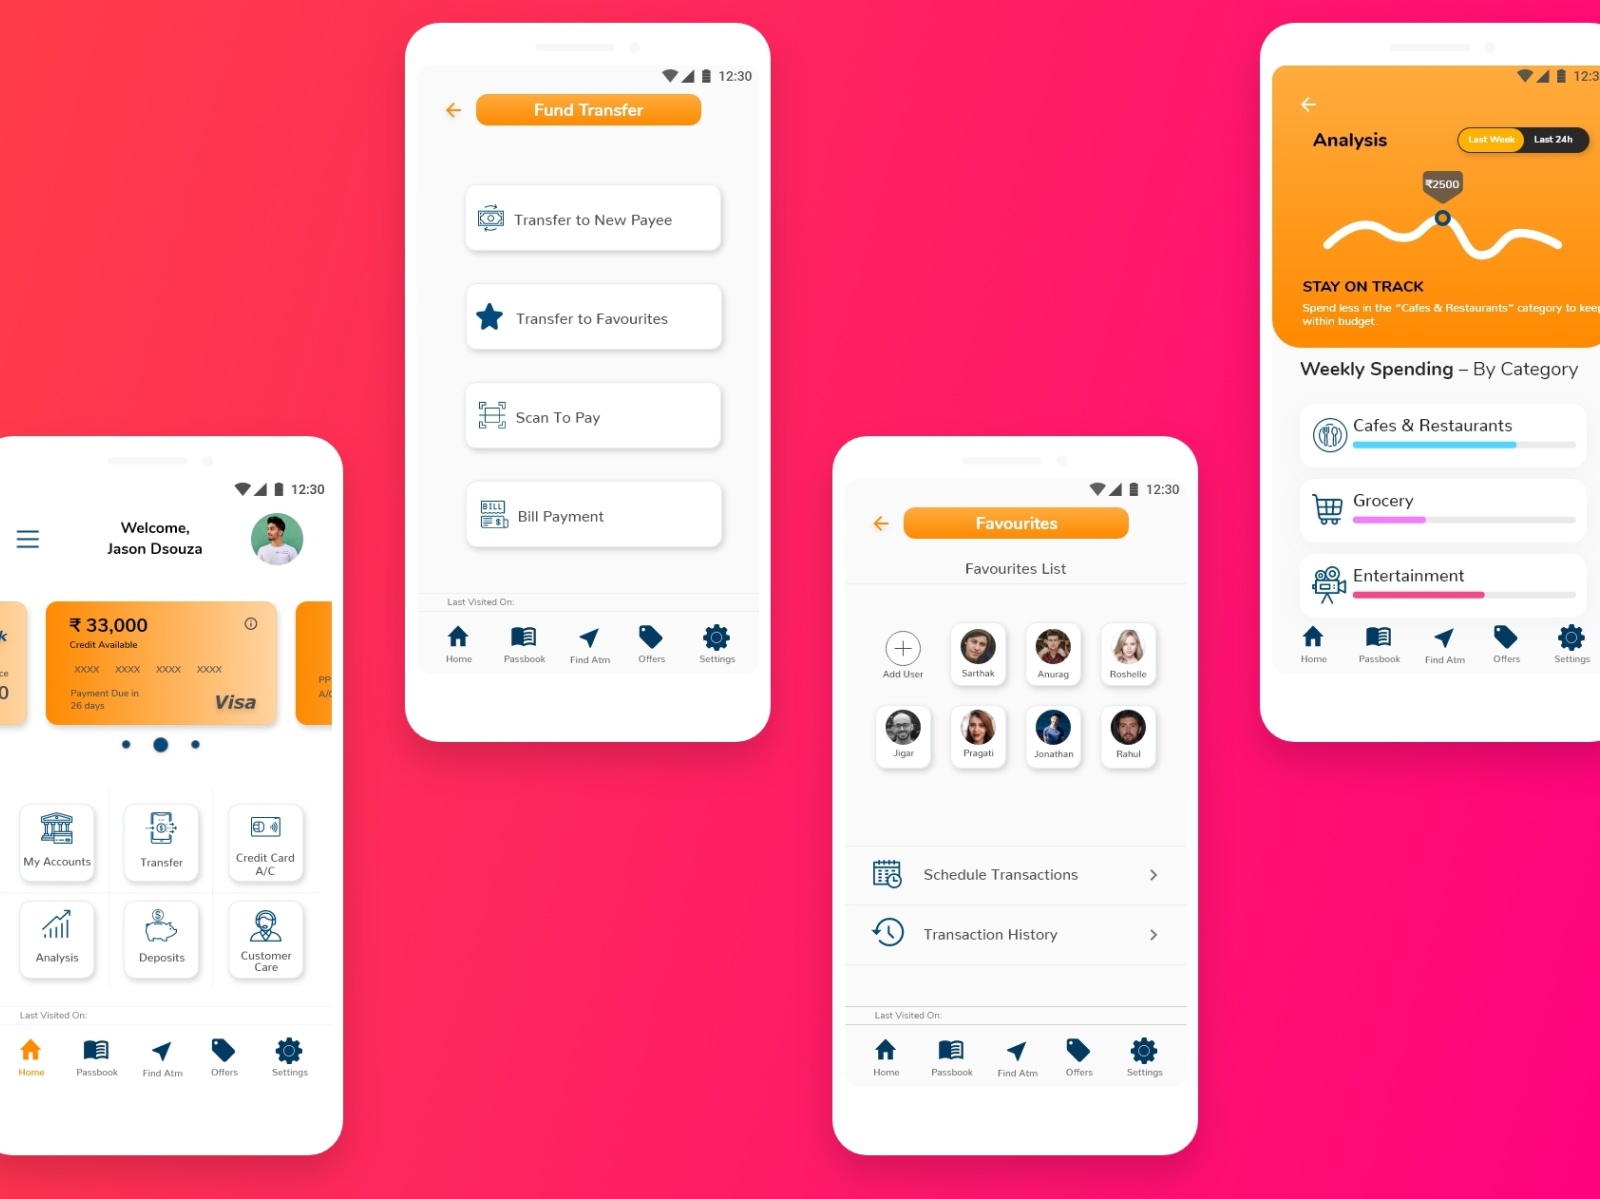 12:30
Welcome,
Jason Dsouza
₹ 33,000
Credit Available
XXXX XXXX XXXX XXXX
Payment Due in
26 days
Visa
My Accounts
Transfer
Credit Card
A/C
Analysis
Deposits
Customer
Care
Last Visited On:
Home
Passbook
Find Atm
Offers
Settings
12:30
Fund Transfer
Transfer to New Payee
Transfer to Favourites
Scan To Pay
BILL
Bill Payment
Last Visited On:
Home
Passbook
Find Atm
Offers
Settings
12:30
Favourites
Favourites List
Add User
Sarthak
Anurag
Roshelle
Jigar
Pragati
Jonathan
Rahul
Schedule Transactions
Transaction History
Last Visited On:
Home
Passbook
Find Atm
Offers
Settings
12:3
Analysis
Last Week
Last 24h
₹2500
STAY ON TRACK
Spend less in the "Cafes & Restaurants" category to keep
within budget.
Weekly Spending – By Category
Cafes & Restaurants
Grocery
Entertainment
Home
Passbook
Find Atm
Offers
Settings